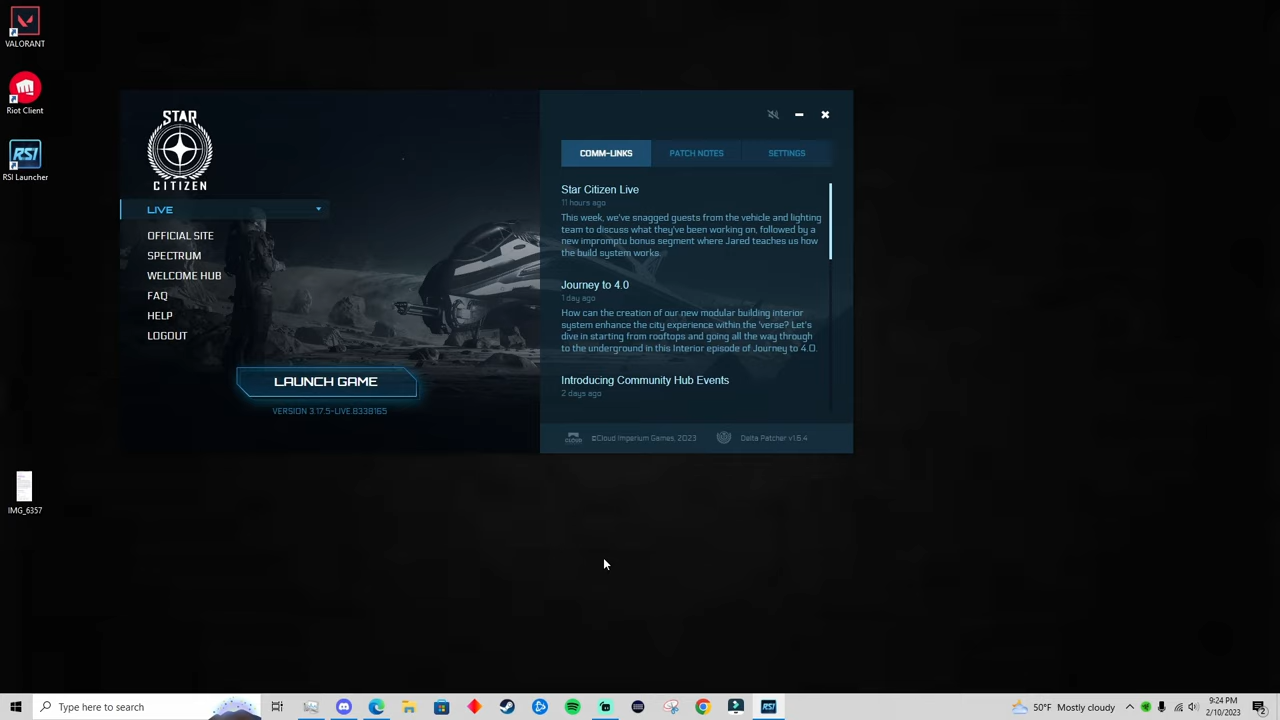 VALORANT
Riot Client
RSI
RSI Launcher
IMG_6357
STAR
CITIZEN
LIVE
OFFICIAL SITE
SPECTRUM
WELCOME HUB
FAQ
HELP
LOGOUT
LAUNCH GAME
VERSION 3.17.5-LIVE.8338165
COMM-LINKS
PATCH NOTES
SETTINGS
Star Citizen Live
11 hours ago
This week, we've snagged guests from the vehicle and lighting
team to discuss what they've been working on, followed by a
new impromptu bonus segment where Jared teaches us how
the build system works.
Journey to 4.0
1 day ago
How can the creation of our new modular building interior
system enhance the city experience within the 'verse? Let's
dive in starting from rooftops and going all the way through
to the underground in this Interior episode of Journey to 4.0.
Introducing Community Hub Events
2 days ago
CLOUD
©Cloud Imperium Games, 2023
Delta Patcher v1.6.4
Type here to search
RSI
50°F Mostly cloudy
9:24 PM
2/10/2023